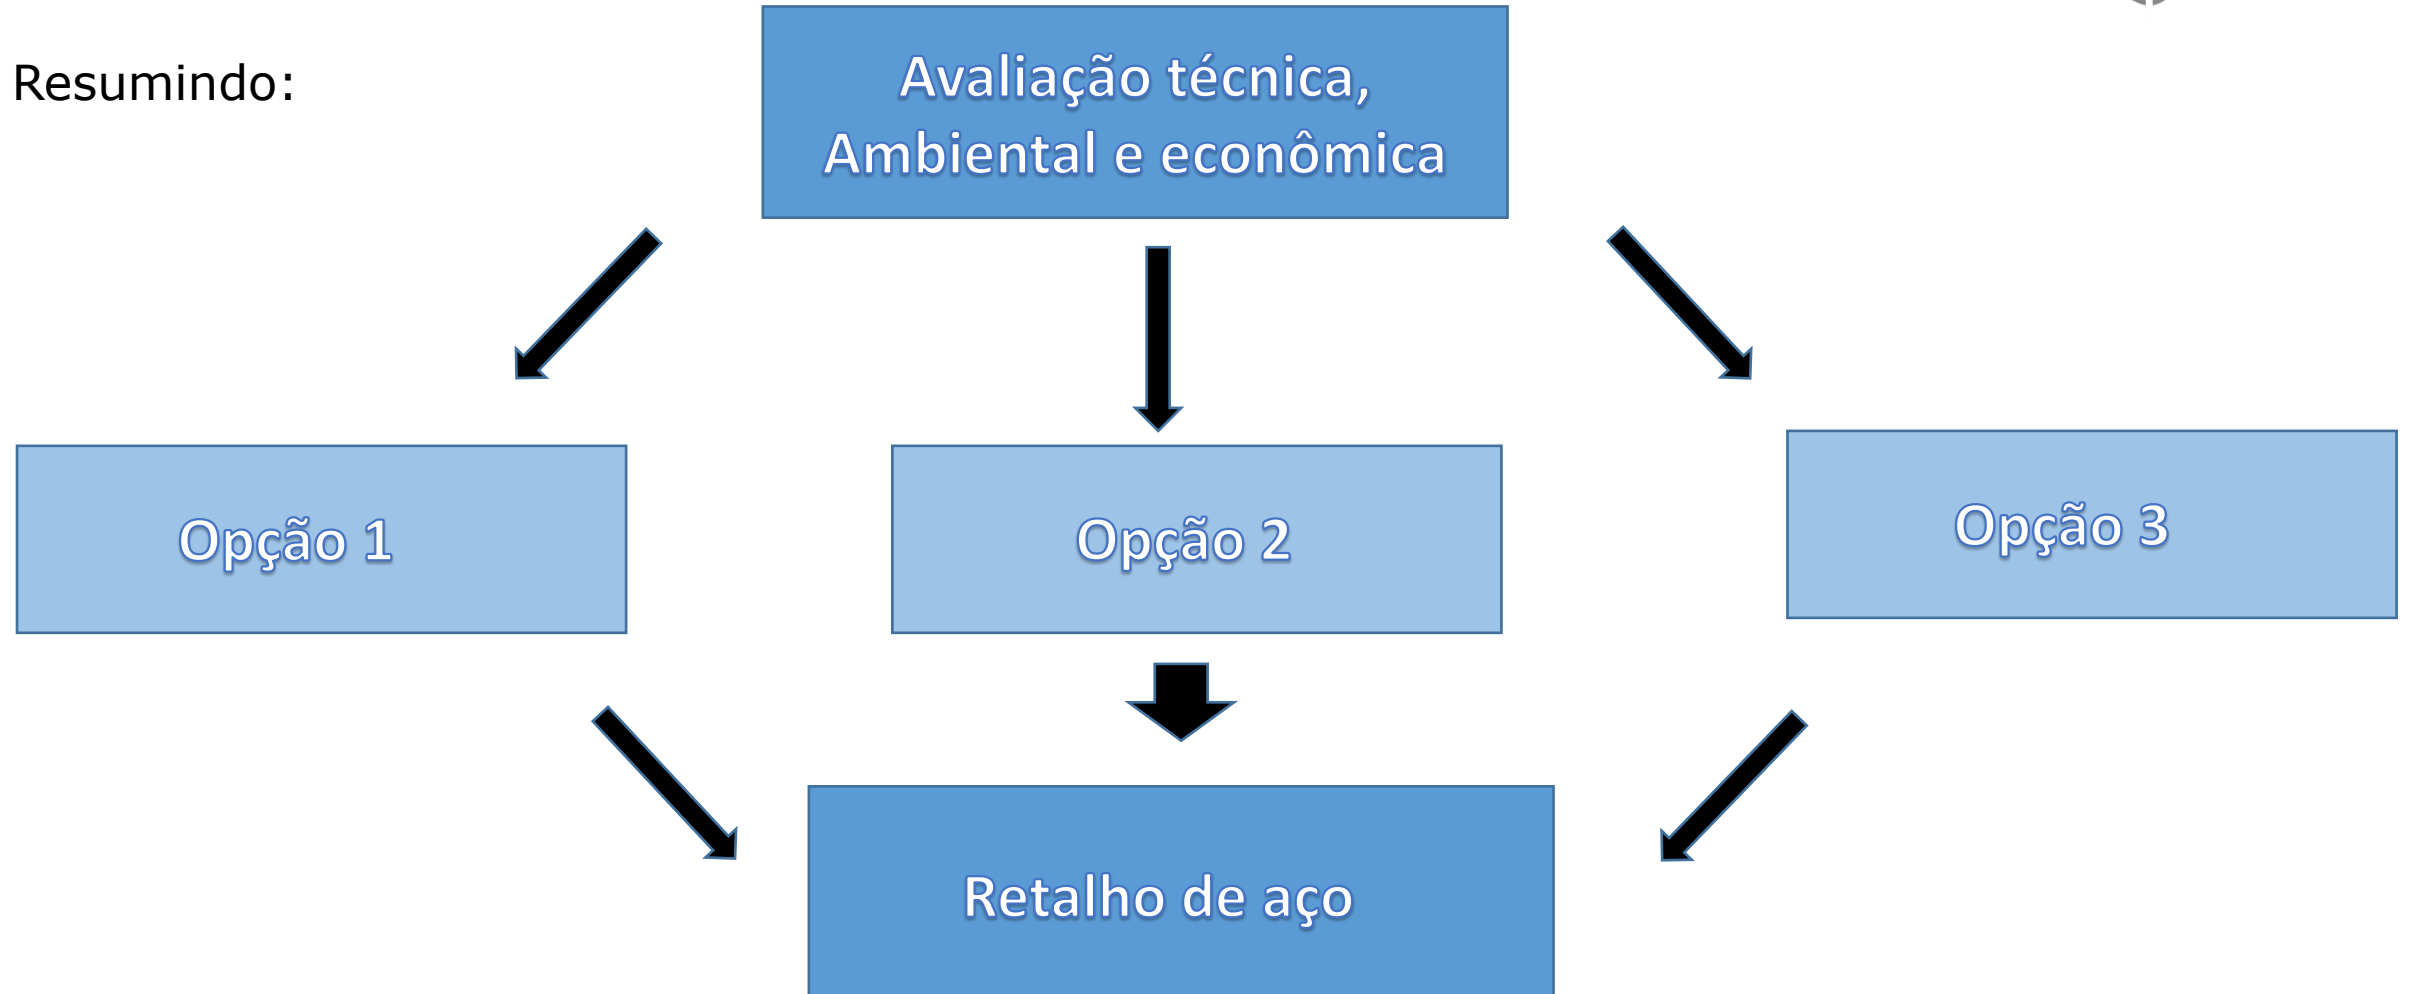 Resumindo:
Avaliação técnica,
Ambiental e econômica
Opção 1
Opção 2
Opção 3
Retalho de aço